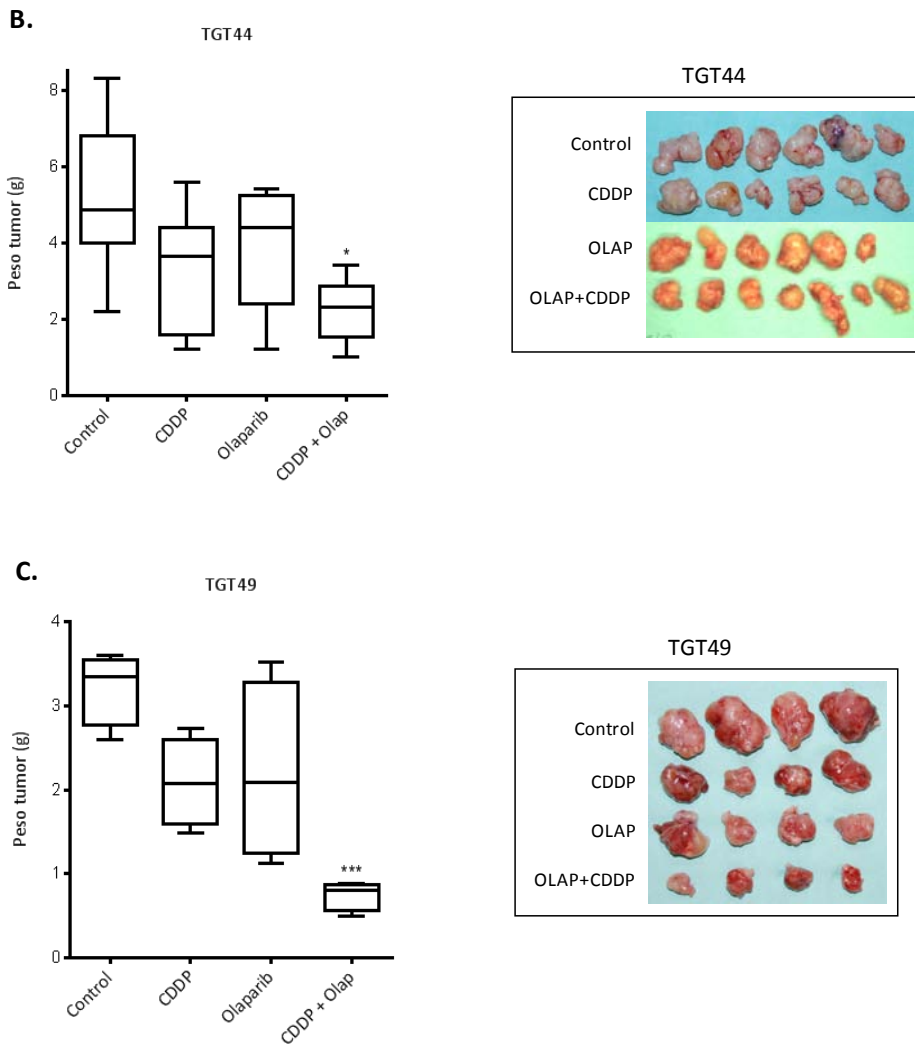 B.
TGT44
Peso tumor (g)
8
6
4
2
0
*
Control
CDDP
Olaparib
CDDP + Olap
TGT44
Control
CDDP
OLAP
OLAP+CDDP
C.
TGT49
Peso tumor (g)
4
3
2
1
0
***
Control
CDDP
Olaparib
CDDP + Olap
TGT49
Control
CDDP
OLAP
OLAP+CDDP